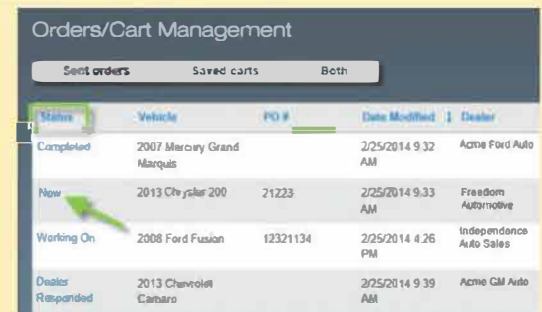 Orders/Cart Management
Sent orders Saved carts Both
Status Vehicle PO # Date Modified Dealer
Completed 2007 Mercury Grand Marquis 2/25/2014 9:32 AM Acme Ford Auto
New 2013 Chrysler 200 21223 2/25/2014 9:33 AM Freedom Automotive
Working On 2008 Ford Fusion 12321134 2/25/2014 4:26 PM Independence Auto Sales
Dealer Responded 2013 Chevrolet Camaro 2/25/2014 9:39 AM Acme GM Auto